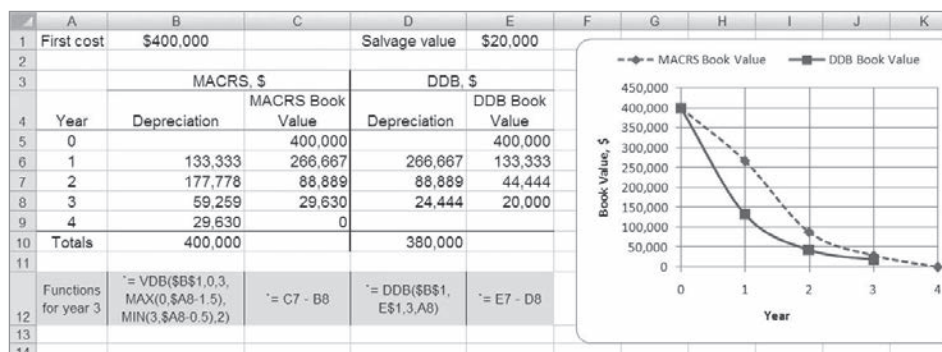 A B C D E F G H I J K
1 First cost $400,000 Salvage value $20,000
2
3 MACRS, $ DDB, $
MACRS Book DDB Book
4 Year Depreciation Value Depreciation Value
5 0 400,000 400,000
6 1 133,333 266,667 266,667 133,333
7 2 177,778 88,889 88,889 44,444
8 3 59,259 29,630 24,444 20,000
9 4 29,630 0
10 Totals 400,000 380,000
11
12 Functions for year 3 `= VDB($B$1,0,3, MAX(0,$A8-1.5), MIN(3,$A8-0.5),2) `= C7 - B8 `= DDB($B$1, E$1,3,A8) `= E7 - D8
13
14
MACRS Book Value DDB Book Value
Book Value, $
450,000
400,000
350,000
300,000
250,000
200,000
150,000
100,000
50,000
0
0 1 2 3 4
Year